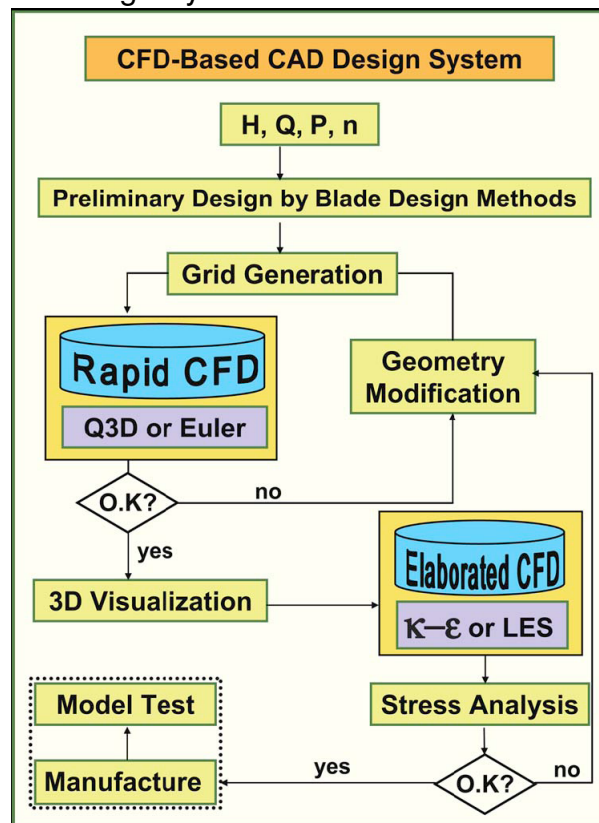 CFD-Based CAD Design System
H, Q, P, n
Preliminary Design by Blade Design Methods
Grid Generation
Rapid CFD
Q3D or Euler
Geometry
Modification
O.K?
no
yes
3D Visualization
Elaborated CFD
κ–ε or LES
Stress Analysis
Model Test
Manufacture
yes
O.K?
no